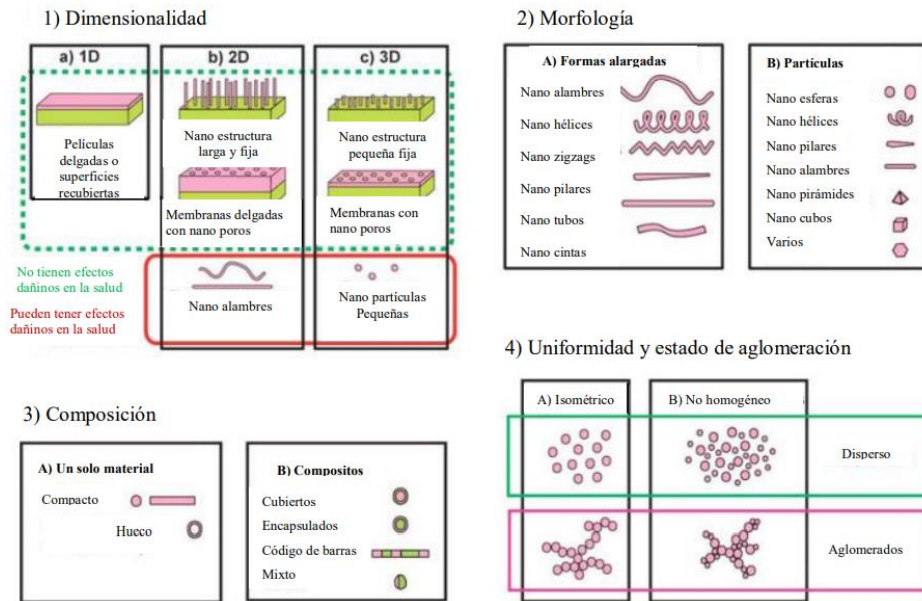 1) Dimensionalidad
a) 1D
b) 2D
c) 3D
Películas
delgadas o
superficies
recubiertas
Nano estructura
larga y fija
Membranas delgadas
con nano poros
Nano estructura
pequeña fija
Membranas con
nano poros
No tienen efectos
dañinos en la salud
Pueden tener efectos
dañinos en la salud
Nano alambres
Nano partículas
Pequeñas
2) Morfología
A) Formas alargadas
Nano alambres
Nano hélices
Nano zigzags
Nano pilares
Nano tubos
Nano cintas
B) Partículas
Nano esferas
Nano hélices
Nano pilares
Nano alambres
Nano pirámides
Nano cubos
Varios
3) Composición
A) Un solo material
Compacto
Hueco
B) Compositos
Cubiertos
Encapsulados
Código de barras
Mixto
4) Uniformidad y estado de aglomeración
A) Isométrico
B) No homogéneo
Disperso
Aglomerados